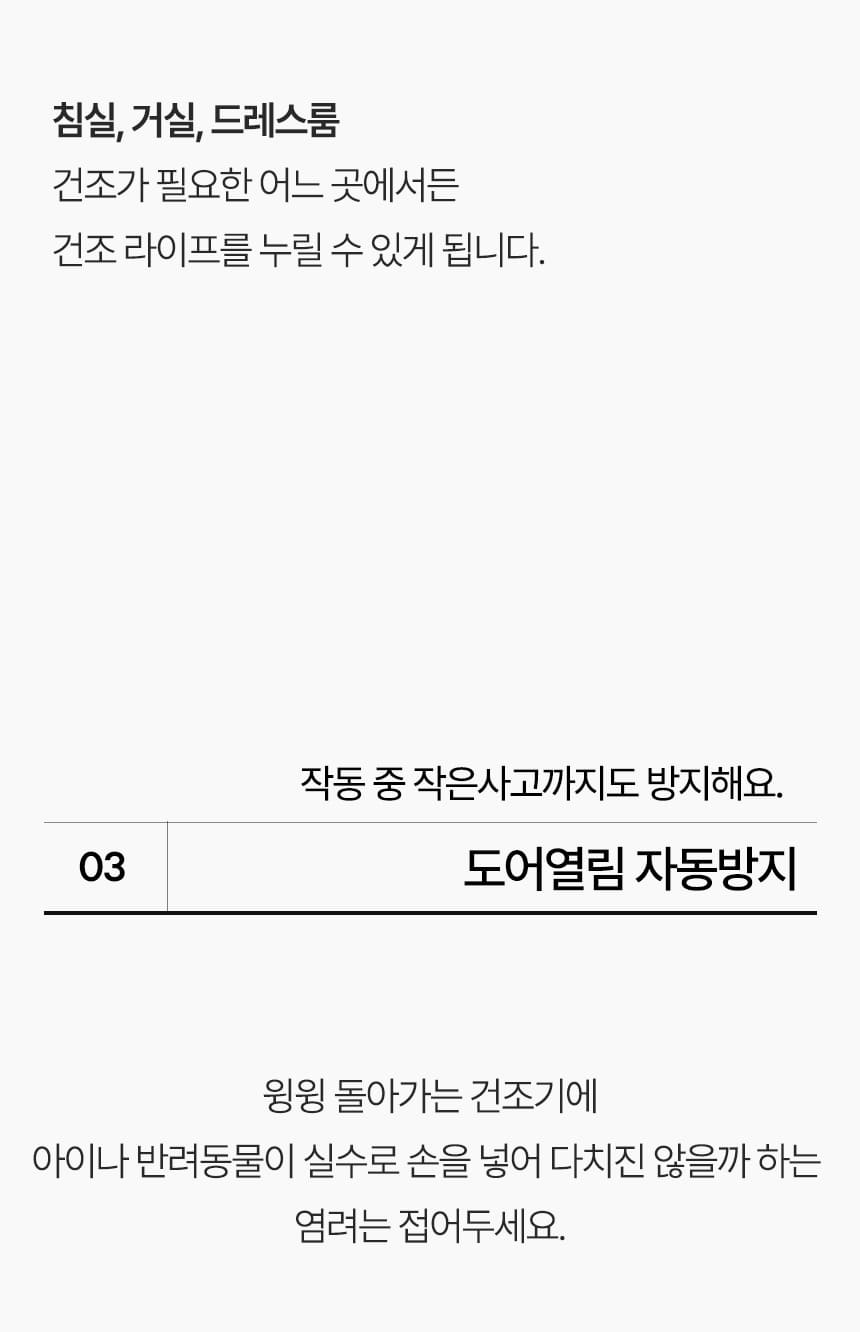 침실, 거실, 드레스룸
건조가 필요한 어느 곳에서든
건조 라이프를 누릴 수 있게 됩니다.
작동 중 작은사고까지도 방지해요.
03
도어열림 자동방지
윙윙 돌아가는 건조기에
아이나 반려동물이 실수로 손을 넣어 다치진 않을까 하는
염려는 접어두세요.